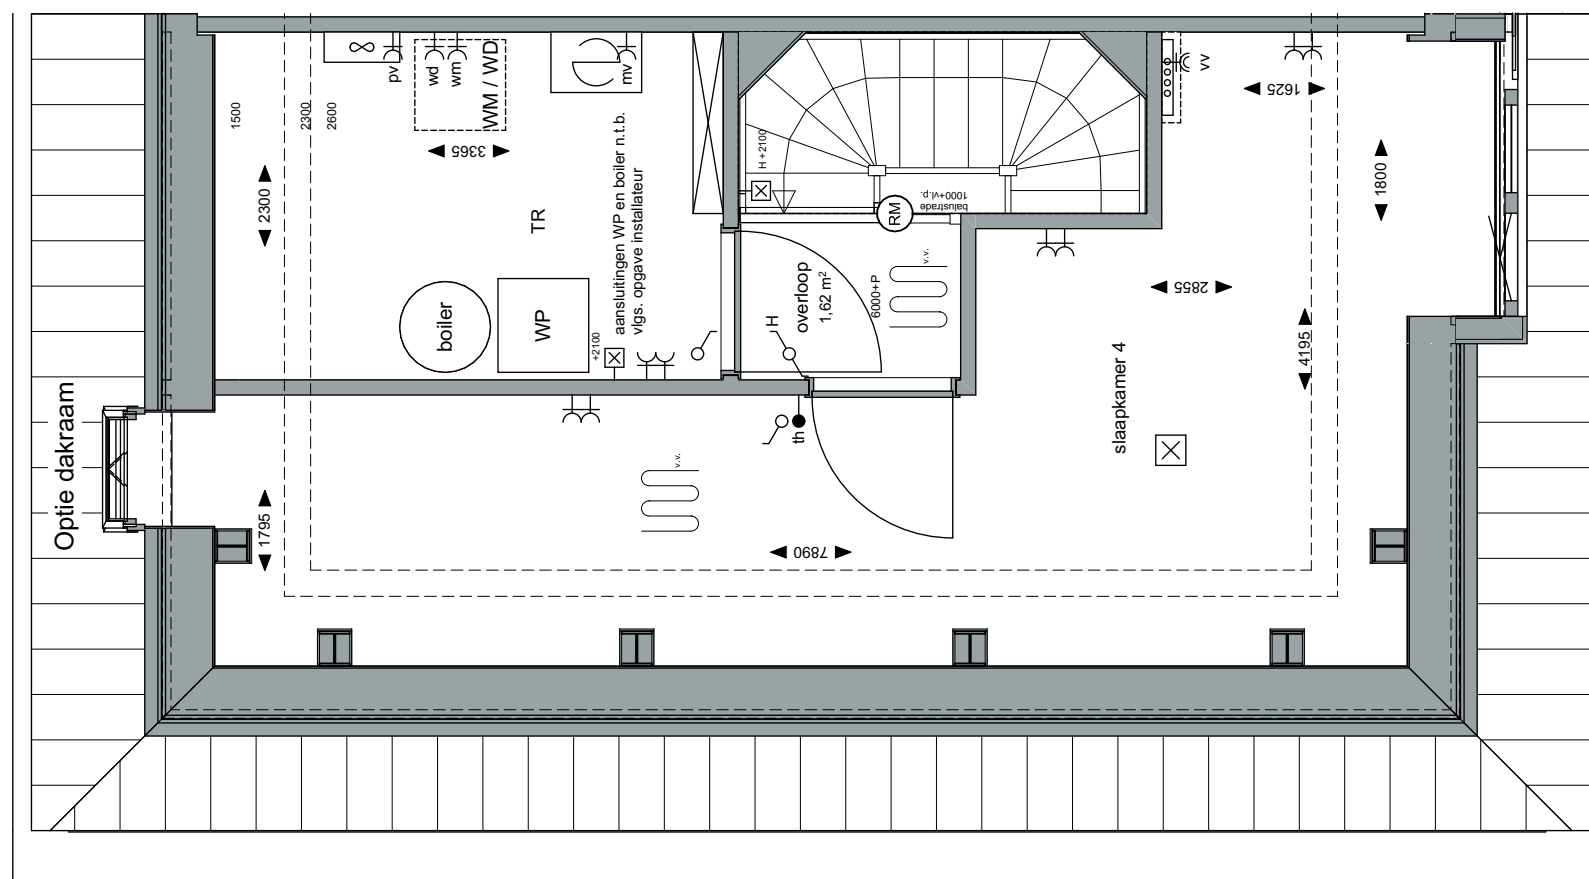 pv
wd
wm
WM / WD
mv
1500
2300
2600
3365
2300
TR
aansluitingen WP en boiler n.t.b.
vlgs. opgave installateur
boiler
WP
+2100
H +2100
balustrade
1000+vl.p.
RM
overloop
1,62 m²
6000+P
v.v.
H
vv
1625
1800
2855
4195
slaapkamer 4
th
v.v.
Optie dakraam
1795
7890